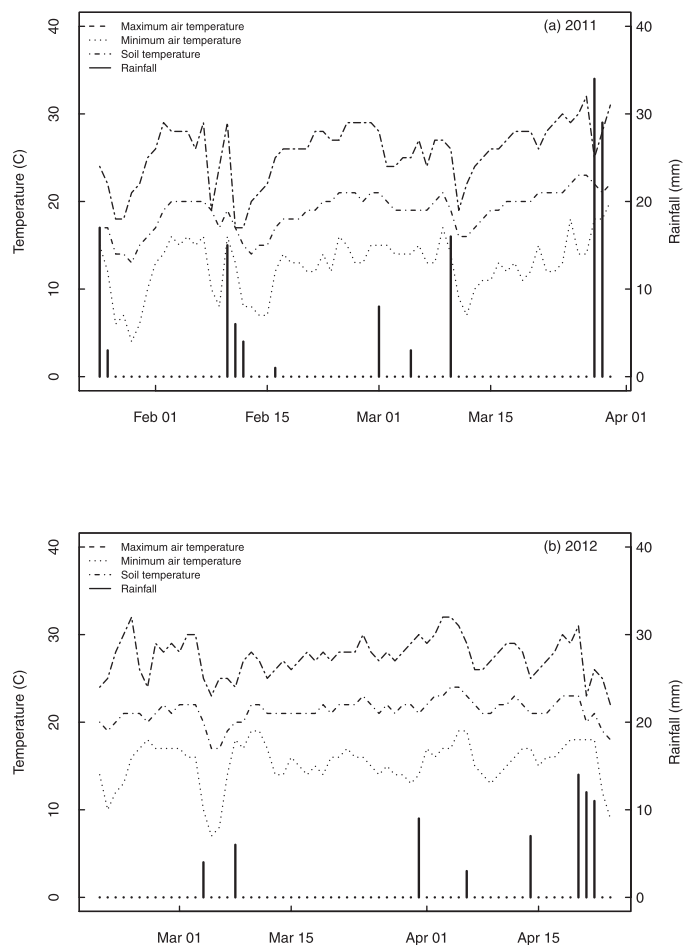 (a) 2011
Maximum air temperature
Minimum air temperature
Soil temperature
Rainfall
Temperature (C)
40
30
20
10
0
Rainfall (mm)
40
30
20
10
0
Feb 01 Feb 15 Mar 01 Mar 15 Apr 01
(b) 2012
Maximum air temperature
Minimum air temperature
Soil temperature
Rainfall
Temperature (C)
40
30
20
10
0
Rainfall (mm)
40
30
20
10
0
Mar 01 Mar 15 Apr 01 Apr 15